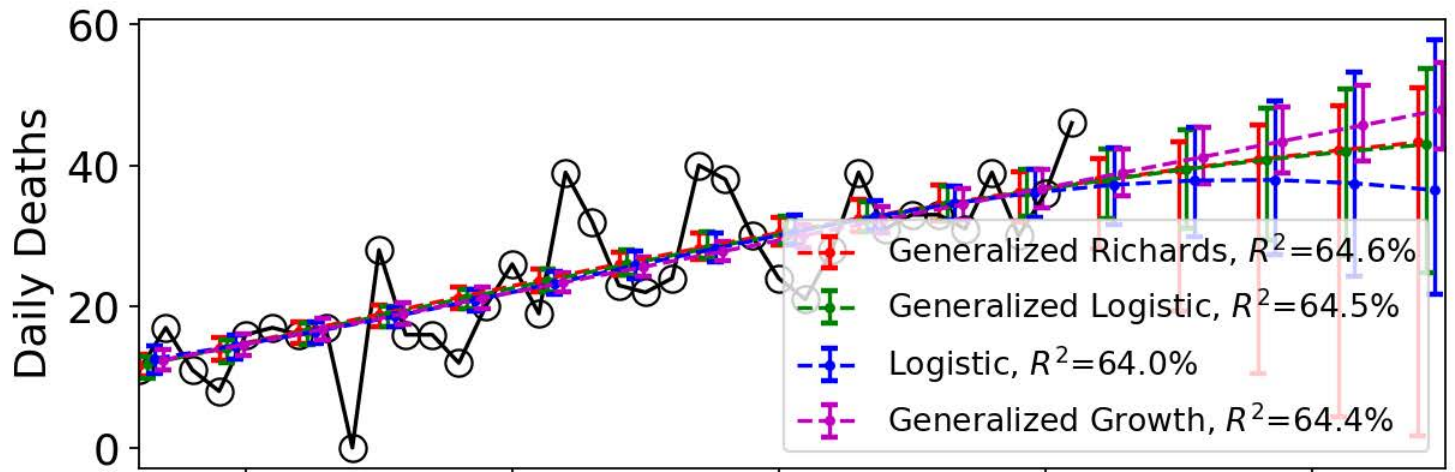 Daily Deaths
60
40
20
0
Generalized Richards, R²=64.6%
Generalized Logistic, R²=64.5%
Logistic, R²=64.0%
Generalized Growth, R²=64.4%